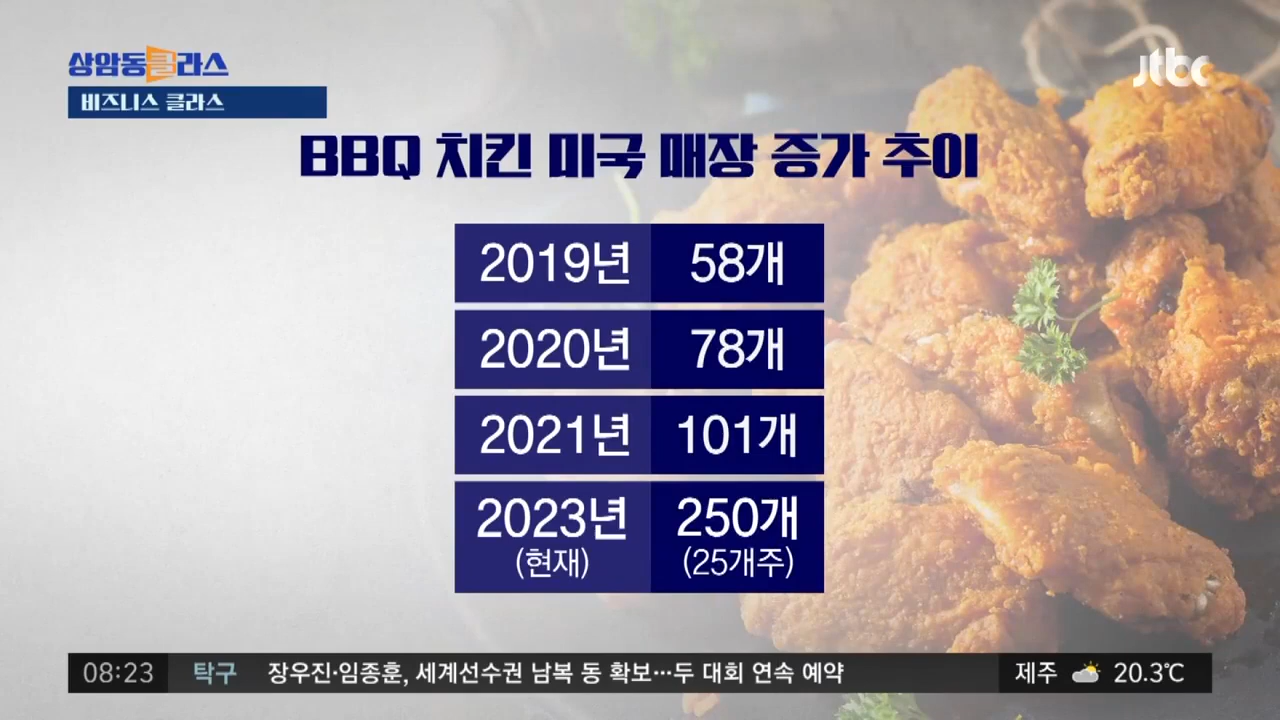 상암동클라스
jtbc
비즈니스 클라스
BBQ 치킨 미국 매장 증가 추이
2019년 58개
2020년 78개
2021년 101개
2023년 250개
(현재) (25개주)
08:23 탁구 장우진·임종훈, 세계선수권 남복 동 확보…두 대회 연속 예약 제주 20.3℃